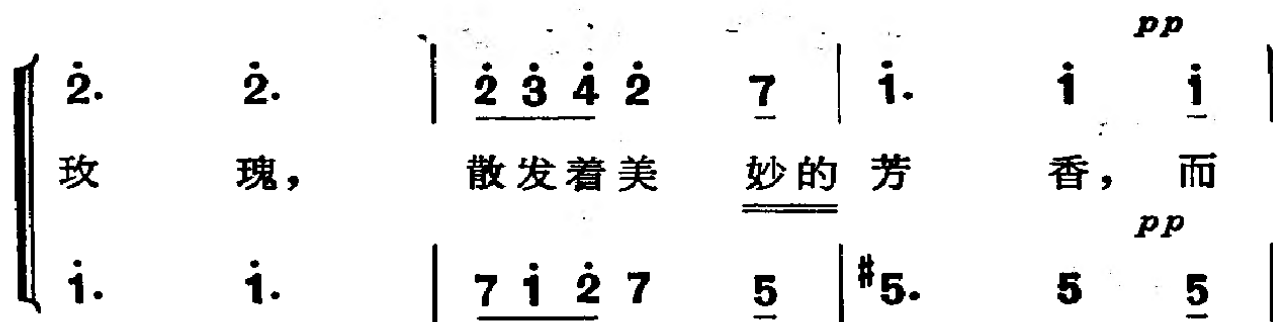 pp
2̇. 2̇. | 2̇ 3̇ 4̇ 2̇ 7 | 1̇. 1̇ 1̇ |
玫 瑰， 散发着美 妙的 芳 香， 而
pp
1̇. 1̇. | 7 1̇ 2̇ 7 5 | #5. 5 5 |